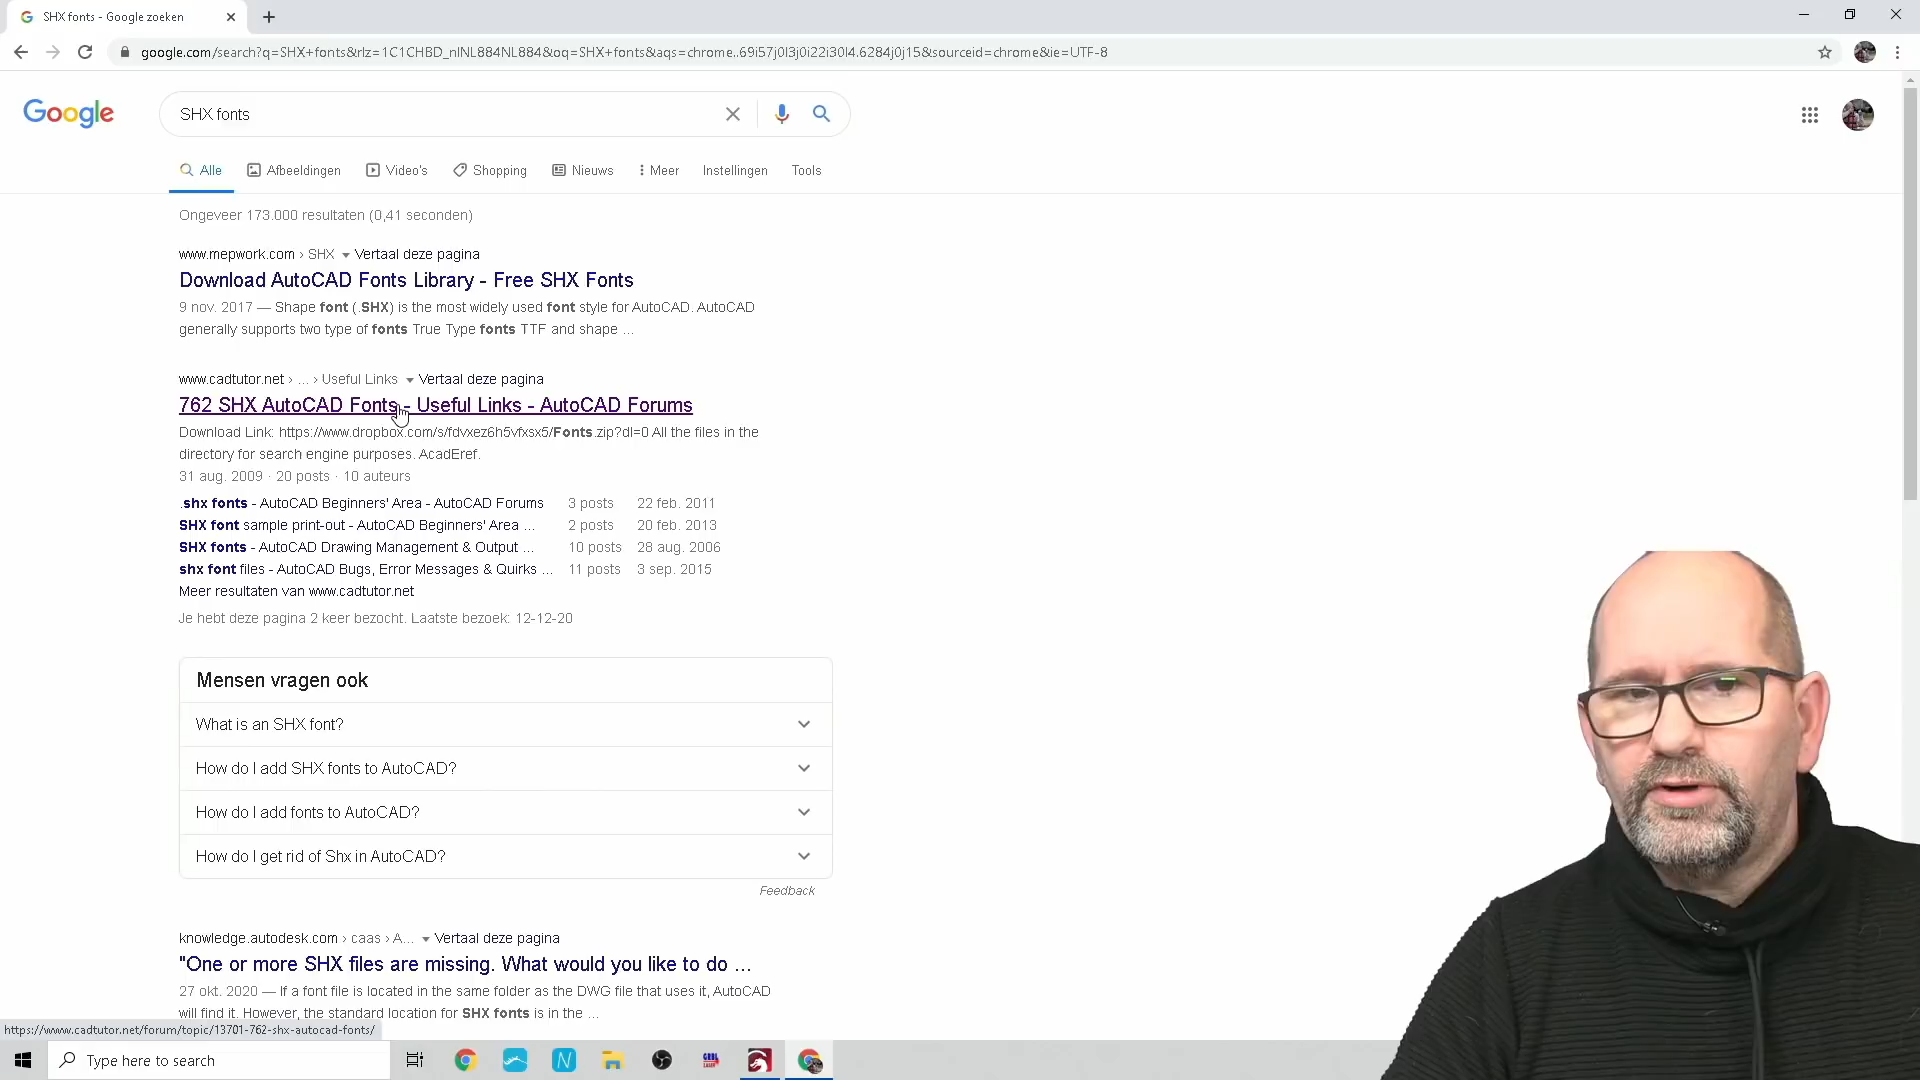 SHX fonts - Google zoeken
google.com/search?q=SHX+fonts&rlz=1C1CHBD_nlNL884NL884&oq=SHX+fonts&aqs=chrome..69i57j0l3j0i22i30l4.6284j0j15&sourceid=chrome&ie=UTF-8
Google
SHX fonts
Alle Afbeeldingen Video's Shopping Nieuws Meer Instellingen Tools
Ongeveer 173.000 resultaten (0,41 seconden)
www.mepwork.com › SHX Vertaal deze pagina
Download AutoCAD Fonts Library - Free SHX Fonts
9 nov. 2017 — Shape font (.SHX) is the most widely used font style for AutoCAD. AutoCAD
generally supports two type of fonts True Type fonts TTF and shape ...
www.cadtutor.net › ... › Useful Links Vertaal deze pagina
762 SHX AutoCAD Fonts - Useful Links - AutoCAD Forums
Download Link: https://www.dropbox.com/s/fdvxez6h5vfxsx5/Fonts.zip?dl=0 All the files in the
directory for search engine purposes. AcadEref.
31 aug. 2009 · 20 posts · 10 auteurs
.shx fonts - AutoCAD Beginners' Area - AutoCAD Forums 3 posts 22 feb. 2011
SHX font sample print-out - AutoCAD Beginners' Area ... 2 posts 20 feb. 2013
SHX fonts - AutoCAD Drawing Management & Output ... 10 posts 28 aug. 2006
shx font files - AutoCAD Bugs, Error Messages & Quirks ... 11 posts 3 sep. 2015
Meer resultaten van www.cadtutor.net
Je hebt deze pagina 2 keer bezocht. Laatste bezoek: 12-12-20
Mensen vragen ook
What is an SHX font?
How do I add SHX fonts to AutoCAD?
How do I add fonts to AutoCAD?
How do I get rid of Shx in AutoCAD?
Feedback
knowledge.autodesk.com › caas › A... Vertaal deze pagina
"One or more SHX files are missing. What would you like to do ...
27 okt. 2020 — If a font file is located in the same folder as the DWG file that uses it, AutoCAD
will find it. However, the standard location for SHX fonts is in the ...
https://www.cadtutor.net/forum/topic/13701-762-shx-autocad-fonts/
Type here to search
N
GRBL
LASER